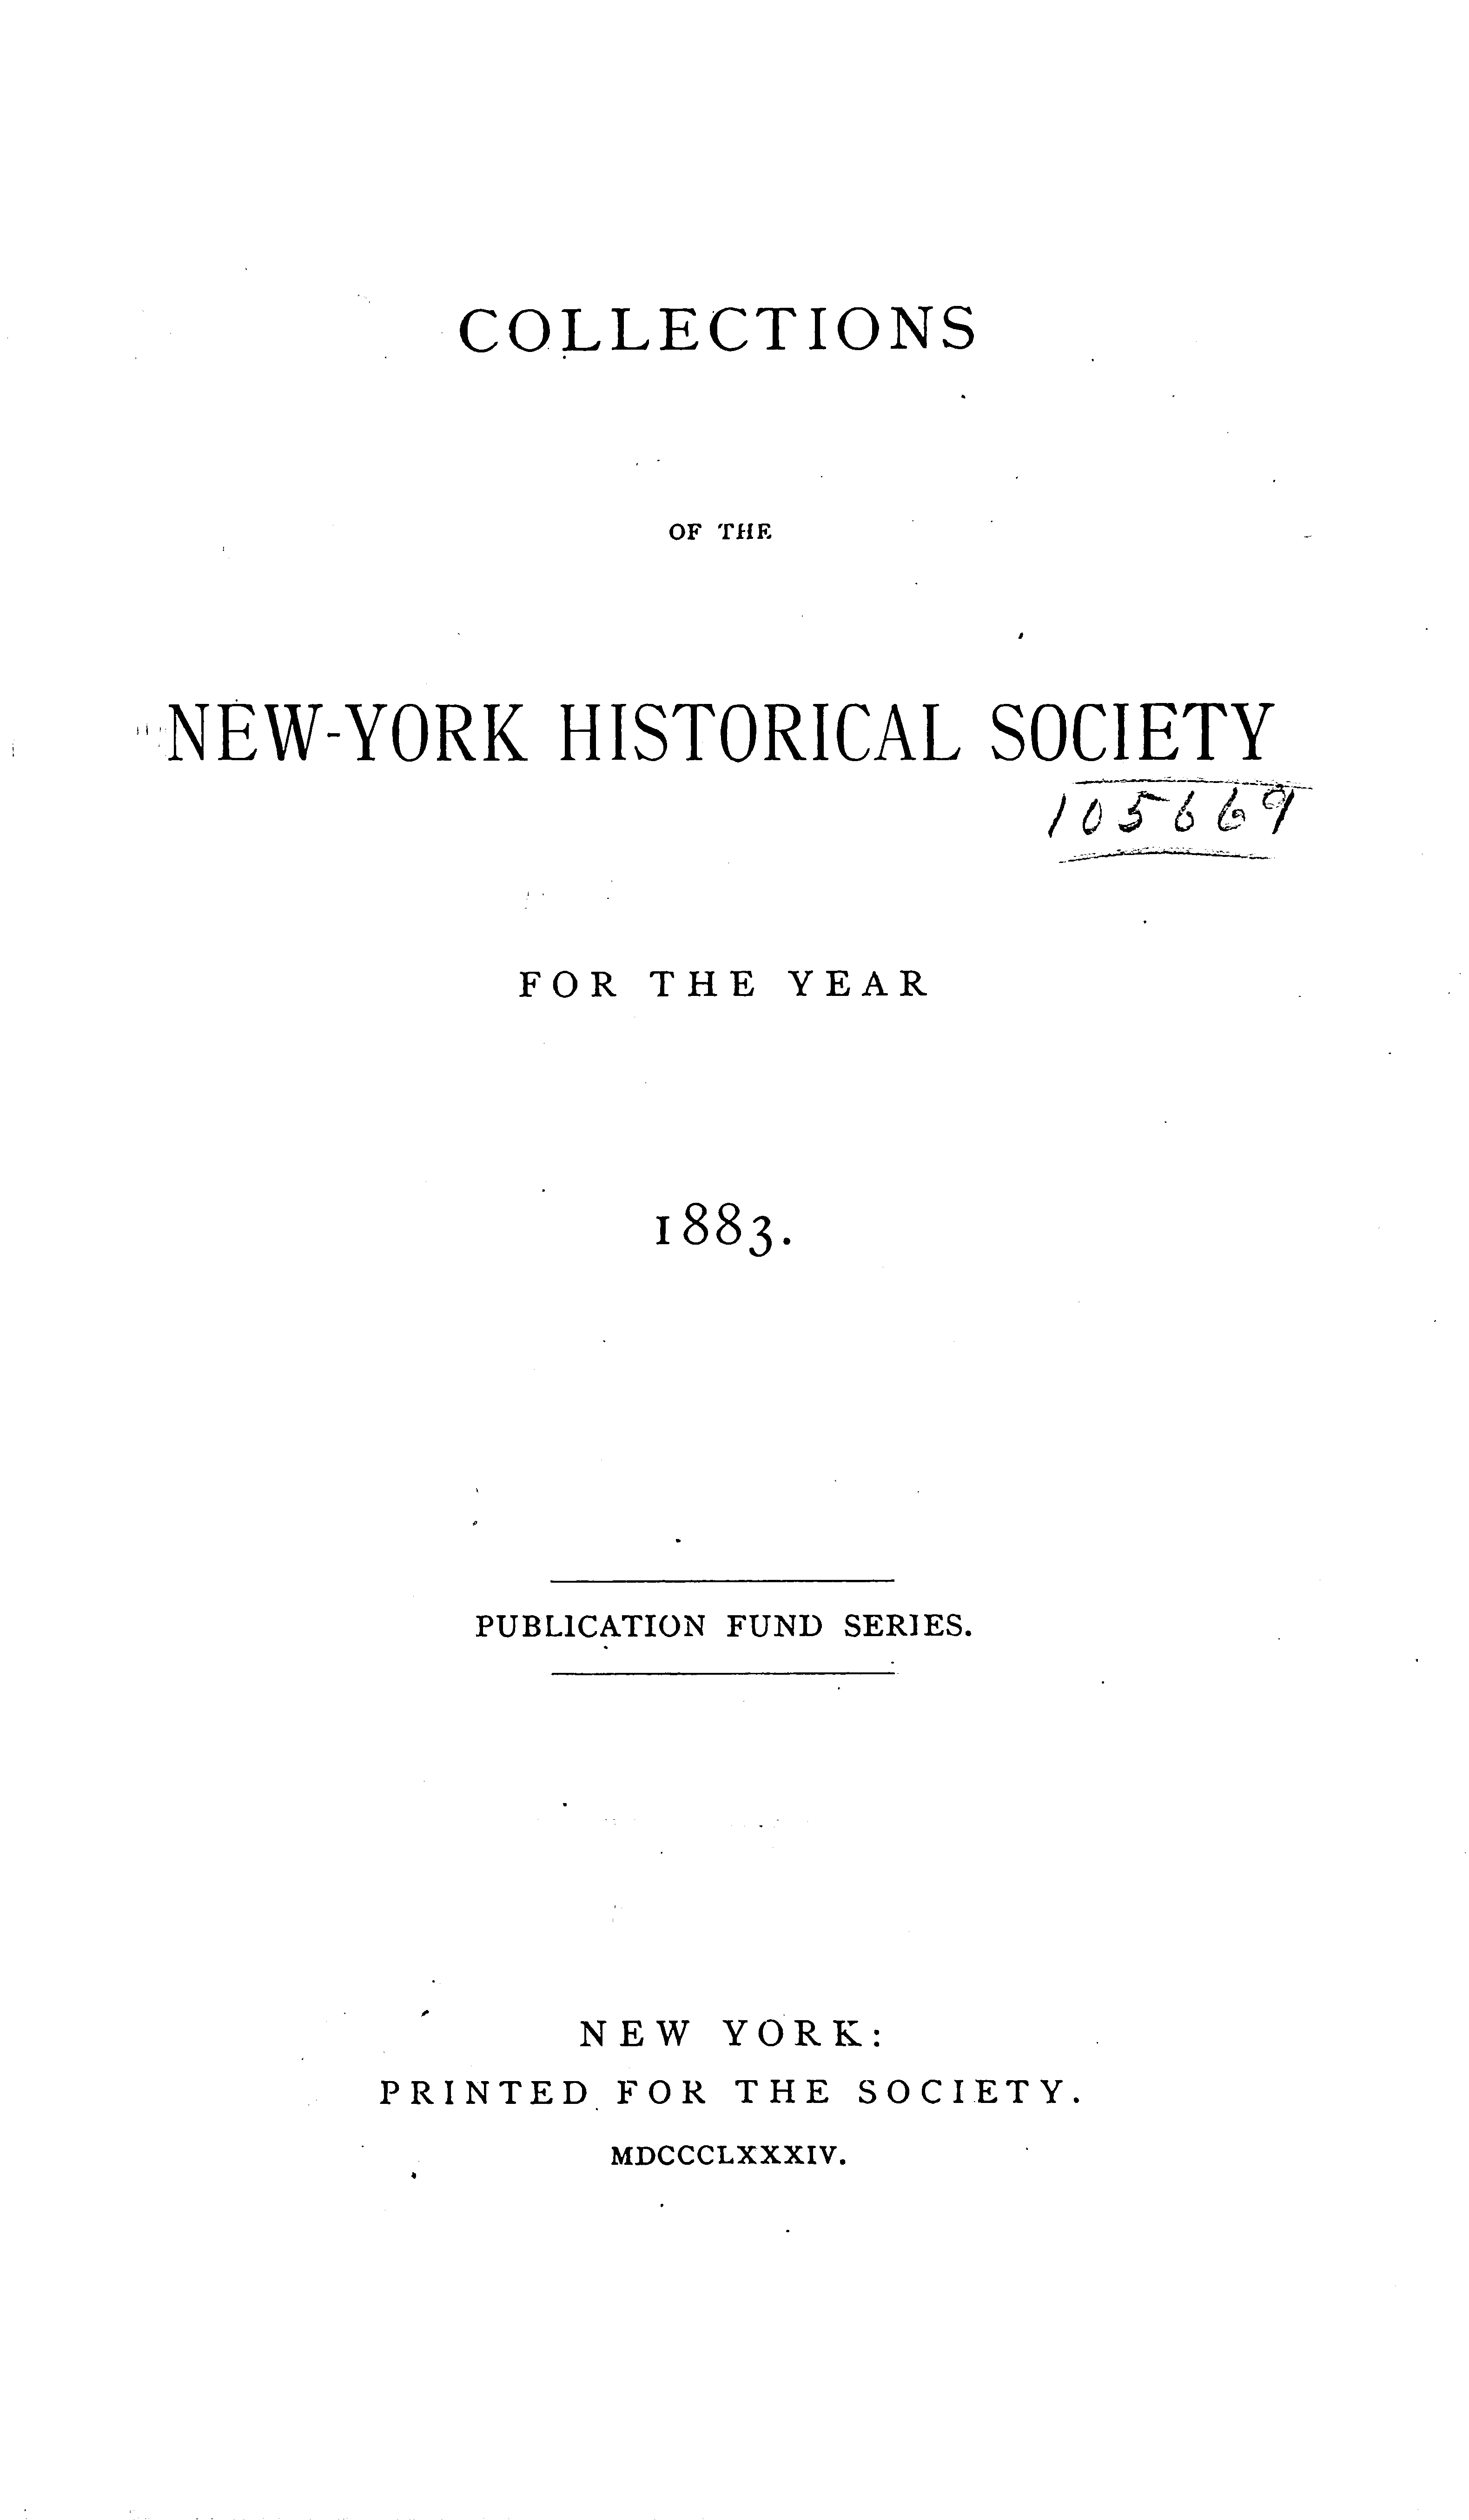 COLLECTIONS
OF THE
NEW-YORK HISTORICAL SOCIETY
105669
FOR THE YEAR
1883.
PUBLICATION FUND SERIES.
NEW YORK:
PRINTED FOR THE SOCIETY.
MDCCCLXXXIV.